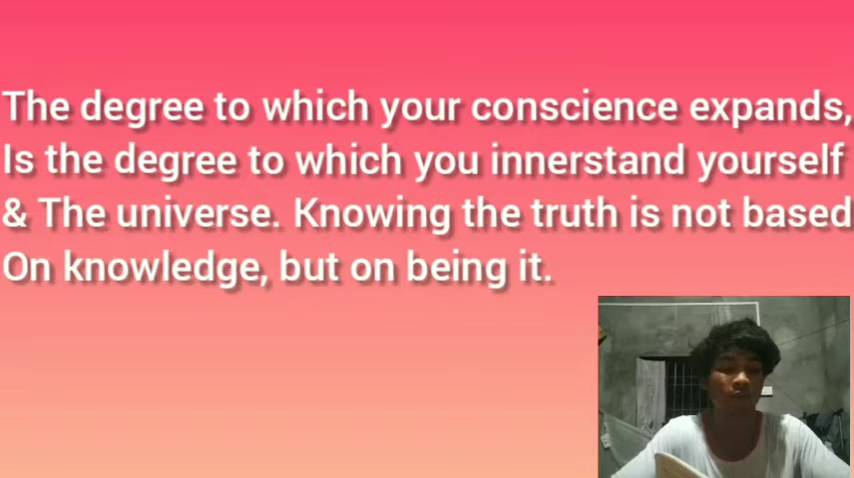 The degree to which your conscience expands,
Is the degree to which you innerstand yourself
& The universe. Knowing the truth is not based
On knowledge, but on being it.